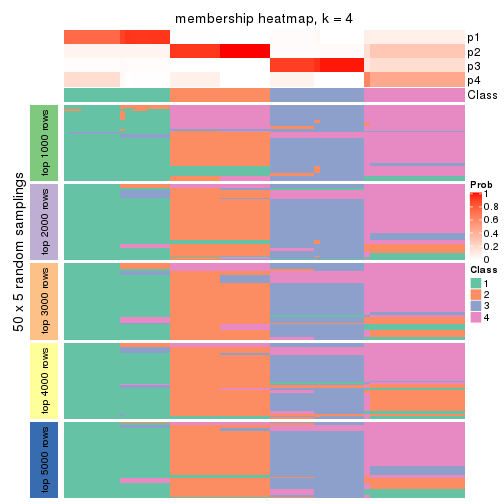 membership heatmap, k = 4
p1
p2
p3
p4
Class
50 x 5 random samplings
top 1000 rows
top 2000 rows
top 3000 rows
top 4000 rows
top 5000 rows
Prob
1
0.8
0.6
0.4
0.2
0
Class
1
2
3
4